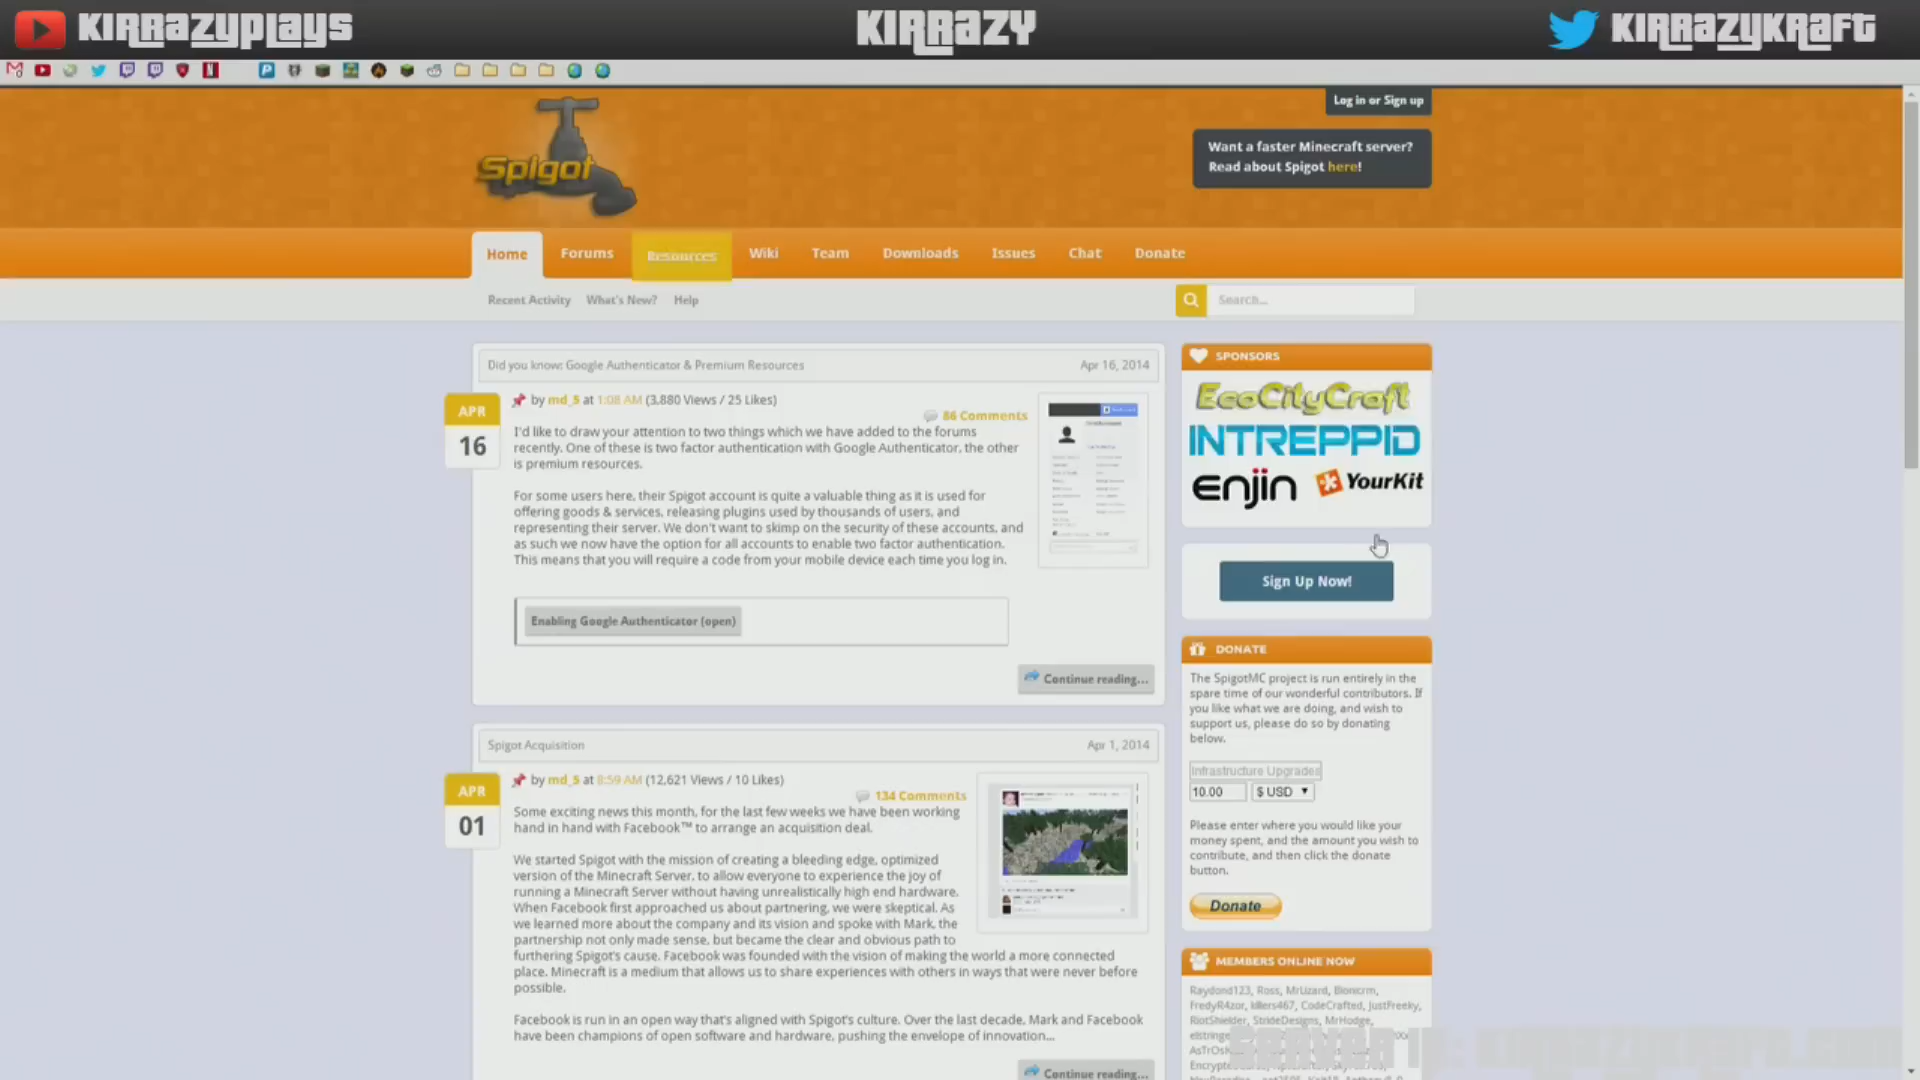 KIRRAZYPLAYS
KIRRAZY
KIRRAZYKRAFT
Log in or Sign up
Want a faster Minecraft server?
Read about Spigot here!
Spigot
Home
Forums
Resources
Wiki
Team
Downloads
Issues
Chat
Donate
Recent Activity
What's New?
Help
Search...
Did you know: Google Authenticator & Premium Resources
Apr 16, 2014
APR
16
by md_5 at 1:08 AM (3,880 Views / 25 Likes)
86 Comments
I'd like to draw your attention to two things which we have added to the forums
recently. One of these is two factor authentication with Google Authenticator, the other
is premium resources.
For some users here, their Spigot account is quite a valuable thing as it is used for
offering goods & services, releasing plugins used by thousands of users, and
representing their server. We don't want to skimp on the security of these accounts, and
as such we now have the option for all accounts to enable two factor authentication.
This means that you will require a code from your mobile device each time you log in.
Enabling Google Authenticator (open)
Continue reading...
Spigot Acquisition
Apr 1, 2014
APR
01
by md_5 at 8:59 AM (12,621 Views / 10 Likes)
134 Comments
Some exciting news this month, for the last few weeks we have been working
hand in hand with Facebook™ to arrange an acquisition deal.
We started Spigot with the mission of creating a bleeding edge, optimized
version of the Minecraft Server, to allow everyone to experience the joy of
running a Minecraft Server without having unrealistically high end hardware.
When Facebook first approached us about partnering, we were skeptical. As
we learned more about the company and its vision and spoke with Mark, the
partnership not only made sense, but became the clear and obvious path to
furthering Spigot's cause. Facebook was founded with the vision of making the world a more connected
place. Minecraft is a medium that allows us to share experiences with others in ways that were never before
possible.
Facebook is run in an open way that's aligned with Spigot's culture. Over the last decade, Mark and Facebook
have been champions of open software and hardware, pushing the envelope of innovation...
Continue reading...
SPONSORS
EcoCityCraft
INTREPPID
enjin
YourKit
Sign Up Now!
DONATE
The SpigotMC project is run entirely in the
spare time of our wonderful contributors. If
you like what we are doing, and wish to
support us, please do so by donating
below.
Infrastructure Upgrades
10.00
$ USD
Please enter where you would like your
money spent, and the amount you wish to
contribute, and then click the donate
button.
Donate
MEMBERS ONLINE NOW
Raydond123, Ross, MrLizard, Bionicrm,
FredyR4zor, killers467, CodeCrafted, JustFreeky,
RiotShielder, StrideDesigns, MrHodge,